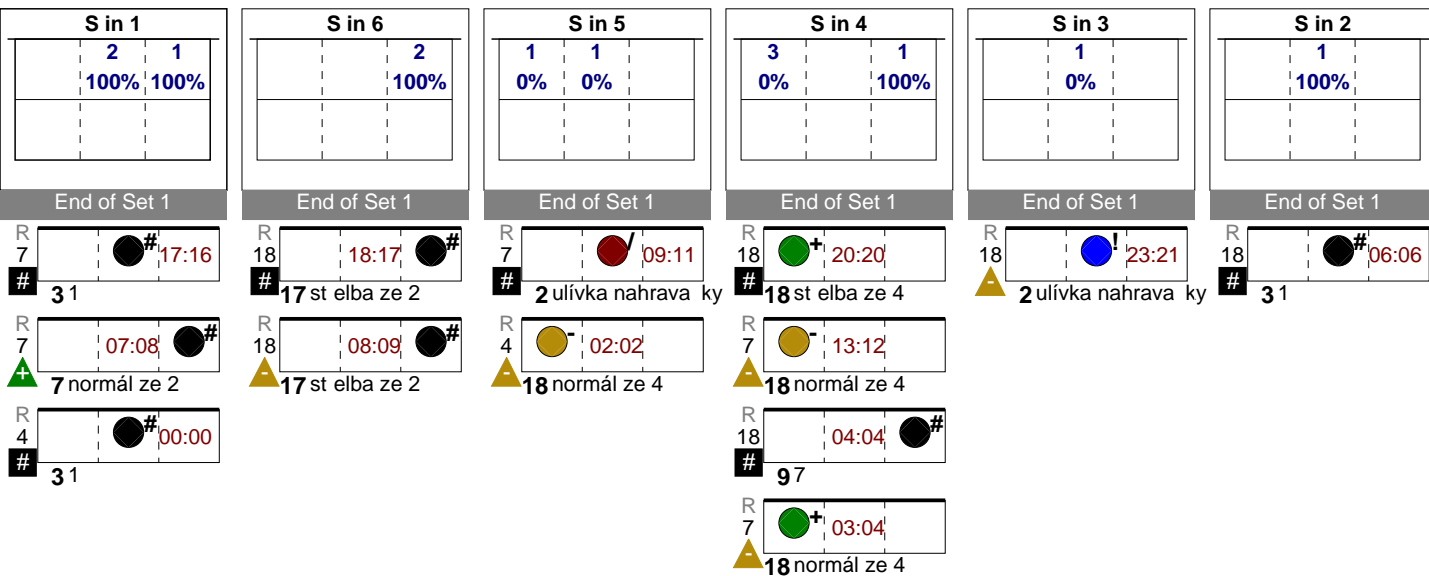 S in 1
2 1
100% 100%
End of Set 1
R
7
#
# 17:16
3 1
R
7
+
07:08 #
7 normál ze 2
R
4
#
# 00:00
3 1
S in 6
2
100%
End of Set 1
R
18
#
18:17 #
17 st elba ze 2
R
18
-
08:09 #
17 st elba ze 2
S in 5
1 1
0% 0%
End of Set 1
R
7
#
/ 09:11
2 ulívka nahrava ky
R
4
-
- 02:02
18 normál ze 4
S in 4
3 1
0% 100%
End of Set 1
R
18
#
+ 20:20
18 st elba ze 4
R
7
-
- 13:12
18 normál ze 4
R
18
#
04:04 #
9 7
R
7
-
+ 03:04
18 normál ze 4
S in 3
1
0%
End of Set 1
R
18
-
! 23:21
2 ulívka nahrava ky
S in 2
1
100%
End of Set 1
R
18
#
# 06:06
3 1